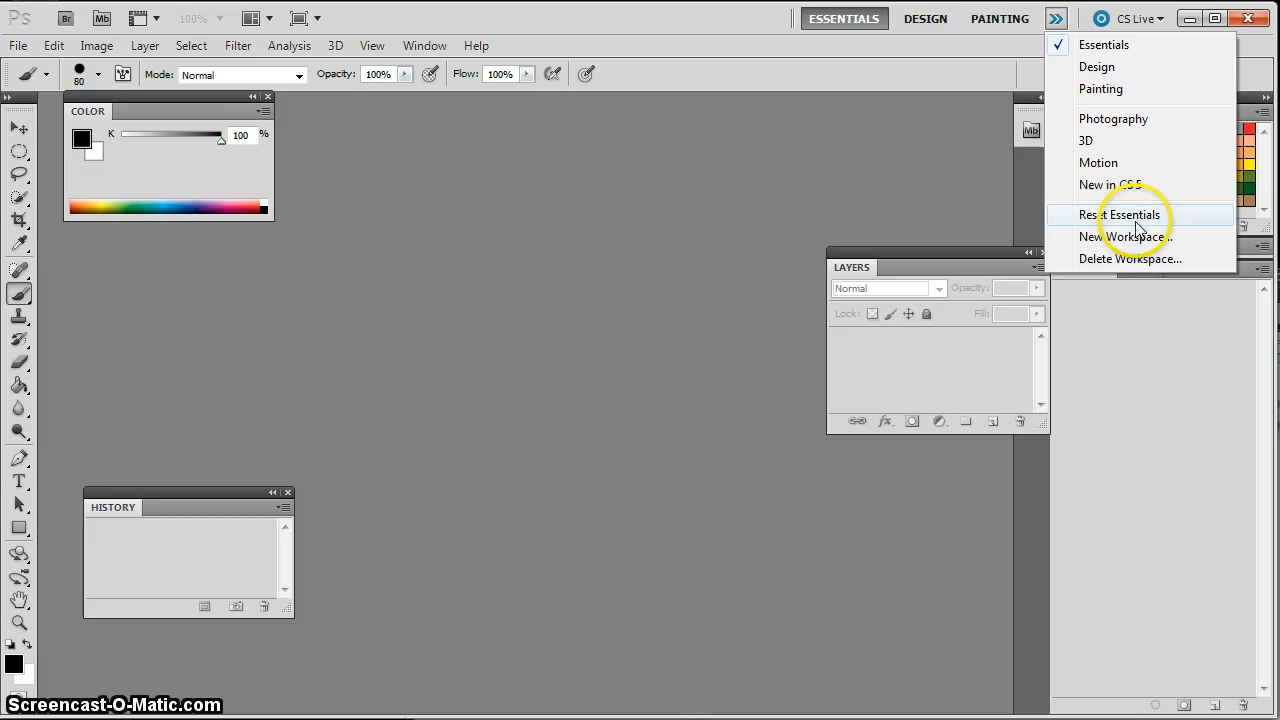 Ps Br Mb 100% ESSENTIALS DESIGN PAINTING CS Live
File Edit Image Layer Select Filter Analysis 3D View Window Help
80 Mode: Normal Opacity: 100% Flow: 100%
COLOR
K 100 %
Essentials
Design
Painting
Photography
3D
Motion
New in CS 5
Reset Essentials
New Workspace...
Delete Workspace...
Mb
LAYERS
Normal Opacity:
Lock: Fill:
HISTORY
Screencast-O-Matic.com